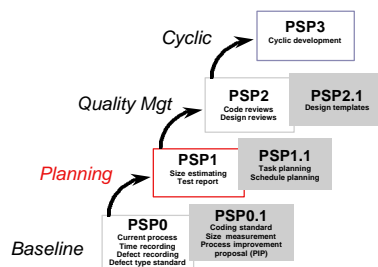 Cyclic
PSP3
Cyclic development
Quality Mgt
PSP2
Code reviews
Design reviews
PSP2.1
Design templates
Planning
PSP1
Size estimating
Test report
PSP1.1
Task planning
Schedule planning
Baseline
PSP0
Current process
Time recording
Defect recording
Defect type standard
PSP0.1
Coding standard
Size measurement
Process improvement
proposal (PIP)